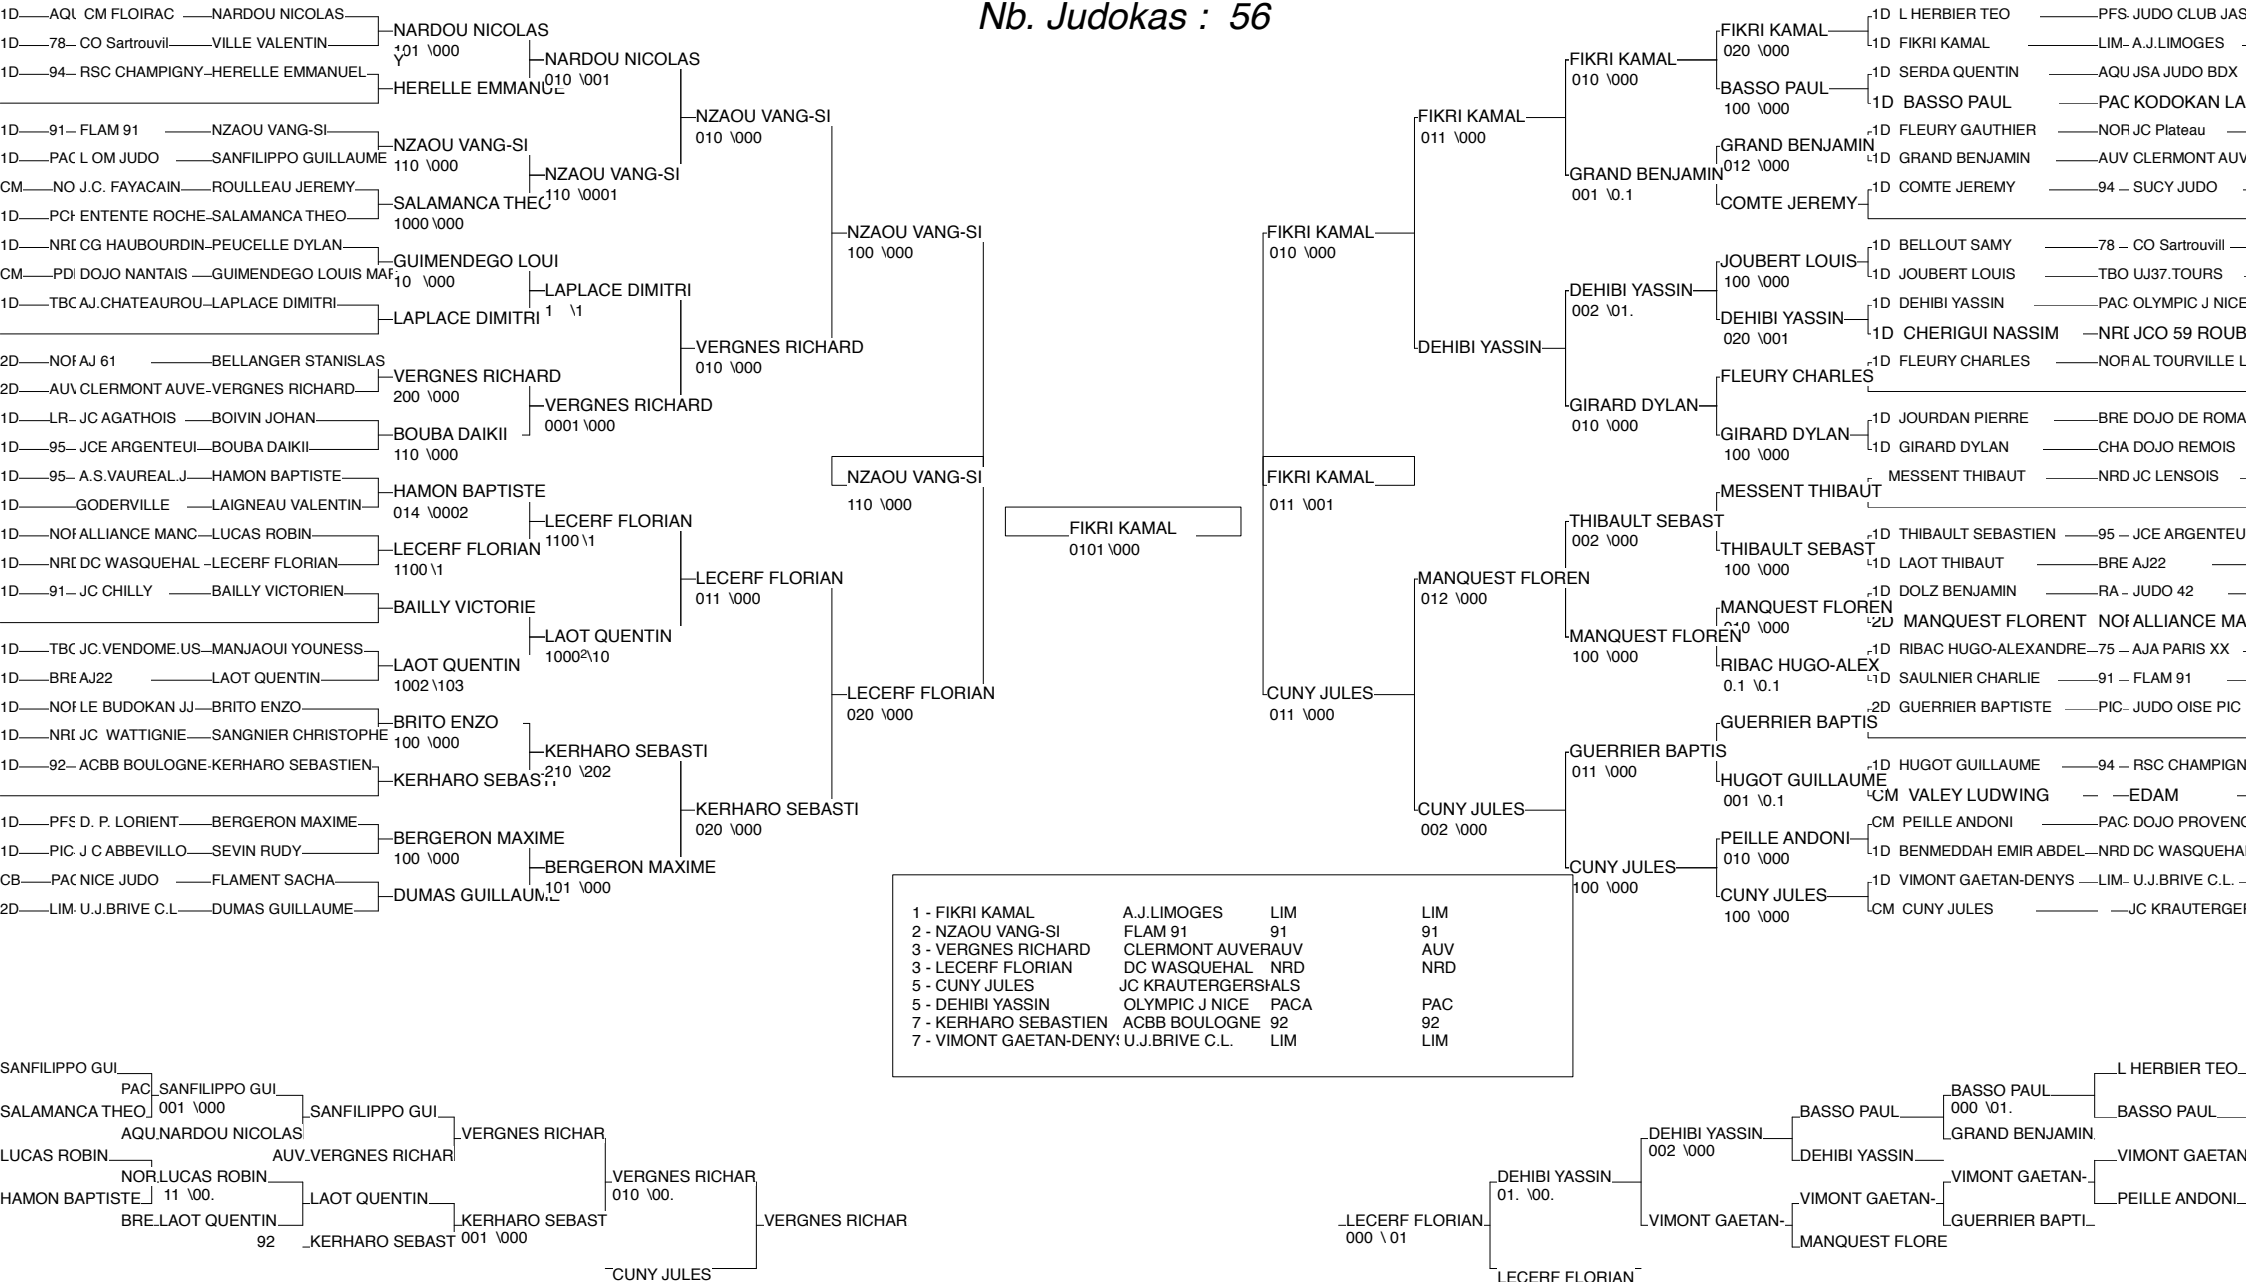 Nb. Judokas : 56
1D AQU CM FLOIRAC NARDOU NICOLAS
1D 78 CO Sartrouvil VILLE VALENTIN
1D 94 RSC CHAMPIGNY HERELLE EMMANUEL
1D 91 FLAM 91 NZAOU VANG-SI
1D PAC L OM JUDO SANFILIPPO GUILLAUME
CM NO J.C. FAYACAIN ROULLEAU JEREMY
1D PCH ENTENTE ROCHE SALAMANCA THEO
1D NRD CG HAUBOURDIN PEUCELLE DYLAN
CM PD DOJO NANTAIS GUIMENDEGO LOUIS MAR
1D TBO AJ.CHATEAUROU LAPLACE DIMITRI
2D NOR AJ 61 BELLANGER STANISLAS
2D AUV CLERMONT AUVE VERGNES RICHARD
1D LR JC AGATHOIS BOIVIN JOHAN
1D 95 JCE ARGENTEUI BOUBA DAIKII
1D 95 A.S.VAUREAL.J HAMON BAPTISTE
1D GODERVILLE LAIGNEAU VALENTIN
1D NOR ALLIANCE MANC LUCAS ROBIN
1D NRD DC WASQUEHAL LECERF FLORIAN
1D 91 JC CHILLY BAILLY VICTORIEN
1D TBO JC.VENDOME.US MANJAOUI YOUNESS
1D BRE AJ22 LAOT QUENTIN
1D NOR LE BUDOKAN JJ BRITO ENZO
1D NRD JC WATTIGNIE SANGNIER CHRISTOPHE
1D 92 ACBB BOULOGNE KERHARO SEBASTIEN
1D PFS D. P. LORIENT BERGERON MAXIME
1D PIC J C ABBEVILLO SEVIN RUDY
CB PAC NICE JUDO FLAMENT SACHA
2D LIM U.J.BRIVE C.L DUMAS GUILLAUME
NARDOU NICOLAS
101 \000
Y
HERELLE EMMANUE
NZAOU VANG-SI
110 \000
SALAMANCA THEO
1000 \000
GUIMENDEGO LOUI
10 \000
LAPLACE DIMITRI
VERGNES RICHARD
200 \000
BOUBA DAIKII
110 \000
HAMON BAPTISTE
014 \0002
LECERF FLORIAN
1100 \1
BAILLY VICTORIE
LAOT QUENTIN
1002 \103
BRITO ENZO
100 \000
KERHARO SEBASTI
BERGERON MAXIME
100 \000
DUMAS GUILLAUME
NARDOU NICOLAS
010 \001
NZAOU VANG-SI
110 \0001
LAPLACE DIMITRI
1 \1
VERGNES RICHARD
0001 \000
LECERF FLORIAN
1100 \1
LAOT QUENTIN
1000²\10
KERHARO SEBASTI
210 \202
BERGERON MAXIME
101 \000
NZAOU VANG-SI
010 \000
VERGNES RICHARD
010 \000
LECERF FLORIAN
011 \000
KERHARO SEBASTI
020 \000
NZAOU VANG-SI
100 \000
LECERF FLORIAN
020 \000
NZAOU VANG-SI
110 \000
FIKRI KAMAL
0101 \000
FIKRI KAMAL
011 \001
FIKRI KAMAL
010 \000
CUNY JULES
011 \000
FIKRI KAMAL
011 \000
DEHIBI YASSIN
MANQUEST FLOREN
012 \000
CUNY JULES
002 \000
FIKRI KAMAL
010 \000
GRAND BENJAMIN
001 \0.1
DEHIBI YASSIN
002 \01.
GIRARD DYLAN
010 \000
THIBAULT SEBAST
002 \000
MANQUEST FLOREN
100 \000
GUERRIER BAPTIS
011 \000
CUNY JULES
100 \000
FIKRI KAMAL
020 \000
BASSO PAUL
100 \000
GRAND BENJAMIN
012 \000
COMTE JEREMY
JOUBERT LOUIS
100 \000
DEHIBI YASSIN
020 \001
FLEURY CHARLES
GIRARD DYLAN
100 \000
MESSENT THIBAUT
THIBAULT SEBAST
100 \000
MANQUEST FLOREN
010 \000
RIBAC HUGO-ALEX
0.1 \0.1
GUERRIER BAPTIS
HUGOT GUILLAUME
001 \0.1
PEILLE ANDONI
010 \000
CUNY JULES
100 \000
1D L HERBIER TEO PFS JUDO CLUB JAS
1D FIKRI KAMAL LIM A.J.LIMOGES
1D SERDA QUENTIN AQU JSA JUDO BDX
1D BASSO PAUL PAC KODOKAN LA
1D FLEURY GAUTHIER NOR JC Plateau
1D GRAND BENJAMIN AUV CLERMONT AUV
1D COMTE JEREMY 94 SUCY JUDO
1D BELLOUT SAMY 78 CO Sartrouvill
1D JOUBERT LOUIS TBO UJ37.TOURS
1D DEHIBI YASSIN PAC OLYMPIC J NICE
1D CHERIGUI NASSIM NRD JCO 59 ROUB
1D FLEURY CHARLES NOR AL TOURVILLE L
1D JOURDAN PIERRE BRE DOJO DE ROMA
1D GIRARD DYLAN CHA DOJO REMOIS
MESSENT THIBAUT NRD JC LENSOIS
1D THIBAULT SEBASTIEN 95 JCE ARGENTEU
1D LAOT THIBAUT BRE AJ22
1D DOLZ BENJAMIN RA JUDO 42
2D MANQUEST FLORENT NOR ALLIANCE MA
1D RIBAC HUGO-ALEXANDRE 75 AJA PARIS XX
1D SAULNIER CHARLIE 91 FLAM 91
2D GUERRIER BAPTISTE PIC JUDO OISE PIC
1D HUGOT GUILLAUME 94 RSC CHAMPIGN
CM VALEY LUDWING EDAM
CM PEILLE ANDONI PAC DOJO PROVENC
1D BENMEDDAH EMIR ABDEL NRD DC WASQUEHA
1D VIMONT GAETAN-DENYS LIM U.J.BRIVE C.L.
CM CUNY JULES JC KRAUTERGER
1 - FIKRI KAMAL A.J.LIMOGES LIM LIM
2 - NZAOU VANG-SI FLAM 91 91 91
3 - VERGNES RICHARD CLERMONT AUVER AUV AUV
3 - LECERF FLORIAN DC WASQUEHAL NRD NRD
5 - CUNY JULES JC KRAUTERGERSH ALS
5 - DEHIBI YASSIN OLYMPIC J NICE PACA PAC
7 - KERHARO SEBASTIEN ACBB BOULOGNE 92 92
7 - VIMONT GAETAN-DENYS U.J.BRIVE C.L. LIM LIM
SANFILIPPO GUI
SALAMANCA THEO
LUCAS ROBIN
HAMON BAPTISTE
PAC SANFILIPPO GUI
001 \000
AQU NARDOU NICOLAS
NOR LUCAS ROBIN
11 \00.
BRE LAOT QUENTIN
SANFILIPPO GUI
AUV VERGNES RICHAR
LAOT QUENTIN
92 KERHARO SEBAST
VERGNES RICHAR
KERHARO SEBAST
001 \000
VERGNES RICHAR
010 \00.
CUNY JULES
VERGNES RICHAR
LECERF FLORIAN
000 \ 01
DEHIBI YASSIN
01. \00.
LECERF FLORIAN
DEHIBI YASSIN
002 \000
VIMONT GAETAN-
BASSO PAUL
DEHIBI YASSIN
VIMONT GAETAN-
MANQUEST FLORE
BASSO PAUL
000 \01.
GRAND BENJAMIN
VIMONT GAETAN-
GUERRIER BAPTI
L HERBIER TEO
BASSO PAUL
VIMONT GAETAN
PEILLE ANDONI